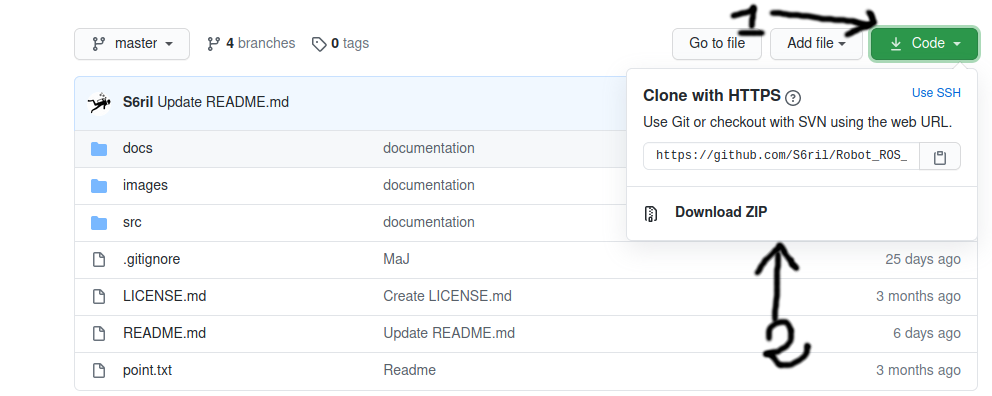 1
master 4 branches 0 tags Go to file Add file Code
S6ril Update README.md
Clone with HTTPS ? Use SSH
Use Git or checkout with SVN using the web URL.
https://github.com/S6ril/Robot_ROS_
Download ZIP
docs documentation
images documentation
src documentation
.gitignore MaJ 25 days ago
LICENSE.md Create LICENSE.md 3 months ago
README.md Update README.md 6 days ago
2
point.txt Readme 3 months ago